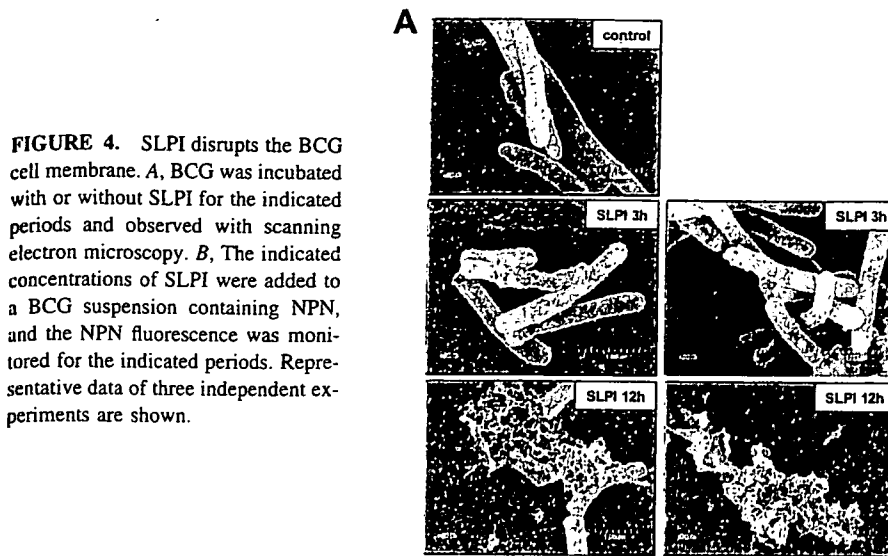 A
control
FIGURE 4. SLPI disrupts the BCG
cell membrane. A, BCG was incubated
with or without SLPI for the indicated
periods and observed with scanning
electron microscopy. B, The indicated
concentrations of SLPI were added to
a BCG suspension containing NPN,
and the NPN fluorescence was moni-
tored for the indicated periods. Repre-
sentative data of three independent ex-
periments are shown.
SLPI 3h
SLPI 3h
SLPI 12h
SLPI 12h